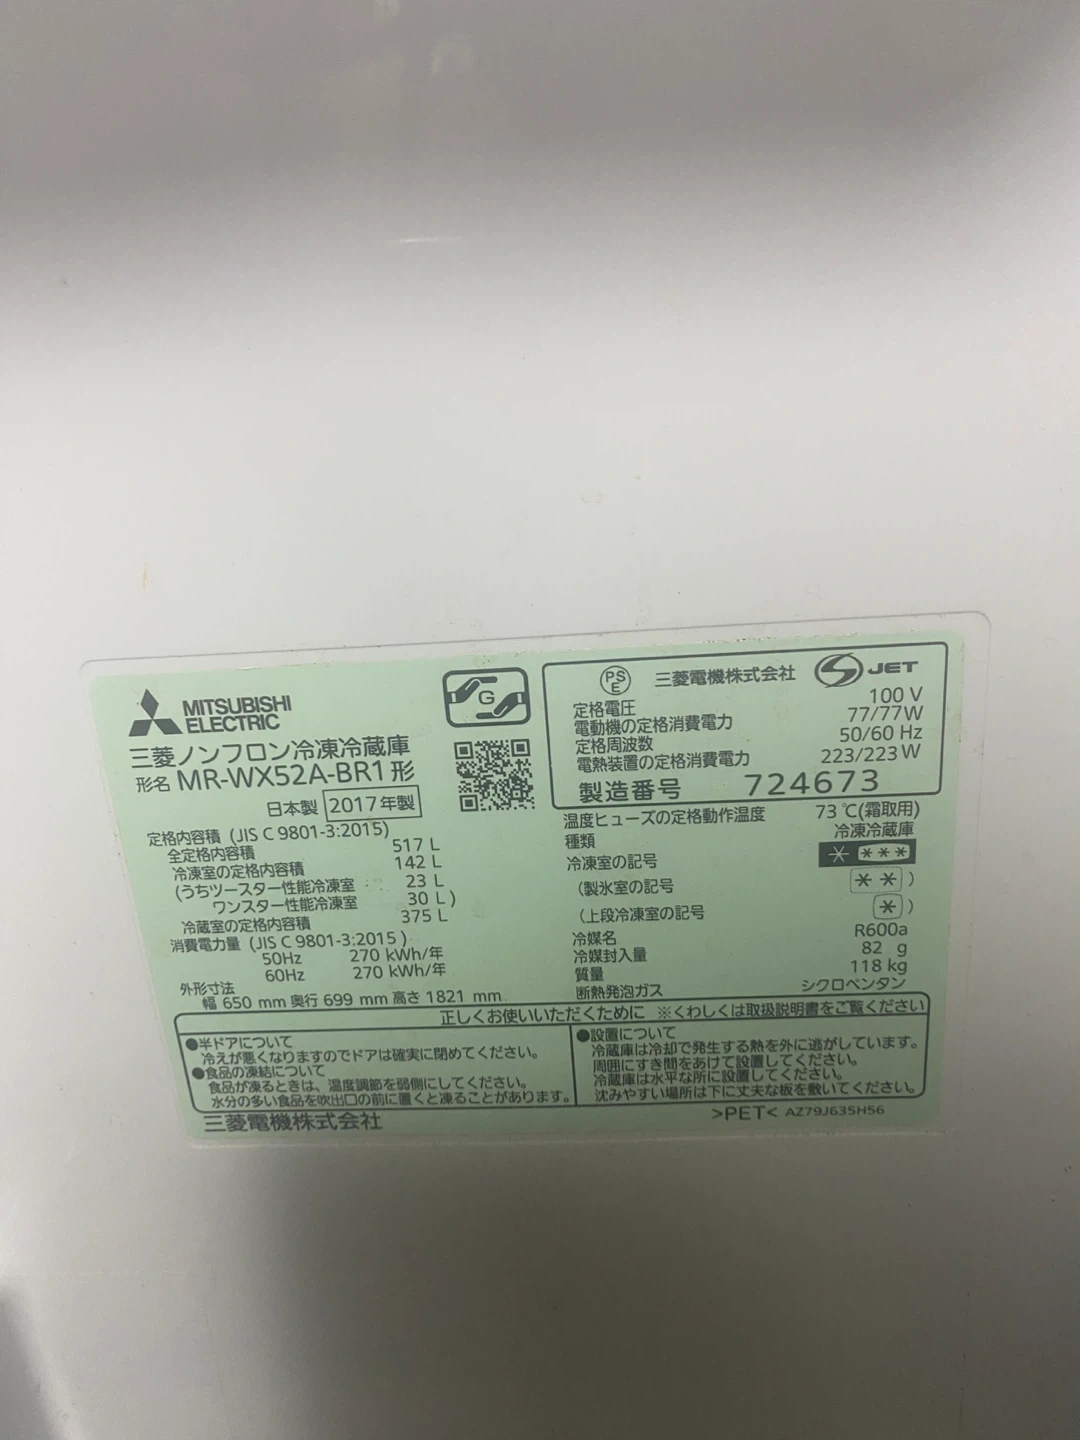 MITSUBISHI
ELECTRIC
三菱ノンフロン冷凍冷蔵庫
形名 MR-WX52A-BR1形
日本製 2017年製
定格内容積 (JIS C 9801-3:2015)
全定格内容積 517 L
冷凍室の定格内容積 142 L
(うちツースター性能冷凍室 23 L
ワンスター性能冷凍室 30 L)
冷蔵室の定格内容積 375 L
消費電力量 (JIS C 9801-3:2015)
50Hz 270 kWh/年
60Hz 270 kWh/年
外形寸法
幅 650 mm 奥行 699 mm 高さ 1821 mm
G
PS
E
三菱電機株式会社
S JET
定格電圧 100 V
電動機の定格消費電力 77/77W
定格周波数 50/60 Hz
電熱装置の定格消費電力 223/223W
製造番号 724673
温度ヒューズの定格動作温度 73℃(霜取用)
種類 冷凍冷蔵庫
冷凍室の記号 * ***
(製氷室の記号 **)
(上段冷凍室の記号 *)
冷媒名 R600a
冷媒封入量 82 g
質量 118 kg
断熱発泡ガス シクロペンタン
正しくお使いいただくために ※くわしくは取扱説明書をご覧ください
●半ドアについて
冷えが悪くなりますのでドアは確実に閉めてください。
●食品の凍結について
食品が凍るときは、温度調節を弱側にしてください。
水分の多い食品を吹出口の前に置くと凍ることがあります。
●設置について
冷蔵庫は冷却で発生する熱を外に逃がしています。
周囲にすき間をあけて設置してください。
冷蔵庫は水平な所に設置してください。
沈みやすい場所は下に丈夫な板を敷いてください。
三菱電機株式会社
>PET< AZ79J635H56